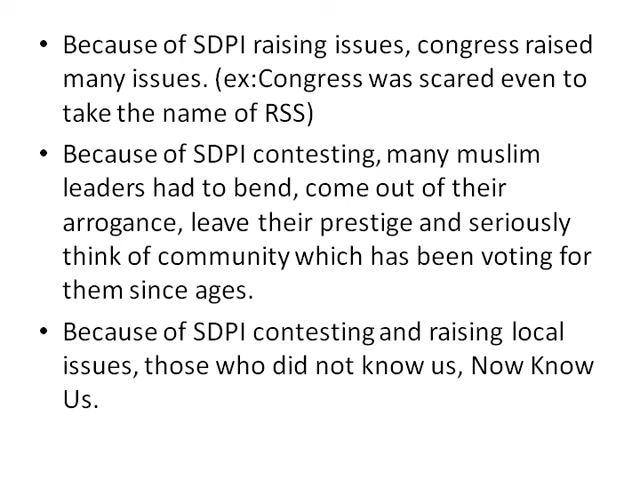 • Because of SDPI raising issues, congress raised
many issues. (ex:Congress was scared even to
take the name of RSS)
• Because of SDPI contesting, many muslim
leaders had to bend, come out of their
arrogance, leave their prestige and seriously
think of community which has been voting for
them since ages.
• Because of SDPI contesting and raising local
issues, those who did not know us, Now Know
Us.